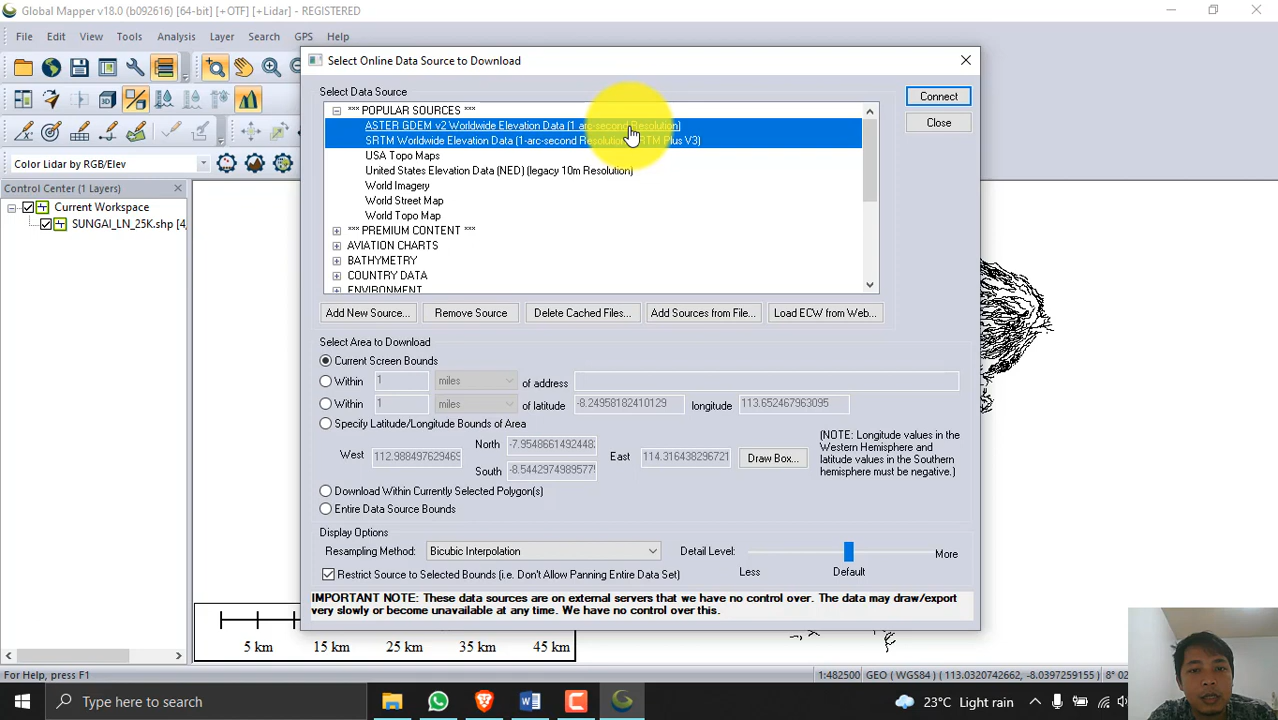 Global Mapper v18.0 (b092616) [64-bit] [+OTF] [+Lidar] - REGISTERED
File Edit View Tools Analysis Layer Search GPS Help
Select Online Data Source to Download
Select Data Source
*** POPULAR SOURCES ***
ASTER GDEM v2 Worldwide Elevation Data (1 arc-second Resolution)
SRTM Worldwide Elevation Data (1-arc-second Resolution, SRTM Plus V3)
USA Topo Maps
United States Elevation Data (NED) (legacy 10m Resolution)
World Imagery
World Street Map
World Topo Map
*** PREMIUM CONTENT ***
AVIATION CHARTS
BATHYMETRY
COUNTRY DATA
ENVIRONMENT
Connect
Close
Color Lidar by RGB/Elev
Control Center (1 Layers)
Current Workspace
SUNGAI_LN_25K.shp [4,
Add New Source... Remove Source Delete Cached Files... Add Sources from File... Load ECW from Web...
Select Area to Download
Current Screen Bounds
Within 1 miles of address
Within 1 miles of latitude -8.24958182410129 longitude 113.652467963095
Specify Latitude/Longitude Bounds of Area
North -7.9548661492448
West 112.988497629469 East 114.316438296721 Draw Box...
South -8.5442974989577
(NOTE: Longitude values in the
Western Hemisphere and
latitude values in the Southern
hemisphere must be negative.)
Download Within Currently Selected Polygon(s)
Entire Data Source Bounds
Display Options
Resampling Method: Bicubic Interpolation Detail Level: More
Less Default
Restrict Source to Selected Bounds (i.e. Don't Allow Panning Entire Data Set)
IMPORTANT NOTE: These data sources are on external servers that we have no control over. The data may draw/export
very slowly or become unavailable at any time. We have no control over this.
5 km 15 km 25 km 35 km 45 km
For Help, press F1 1:482500 GEO (WGS84) ( 113.0320742662, -8.0397259155 ) 8° 02
Type here to search 23°C Light rain